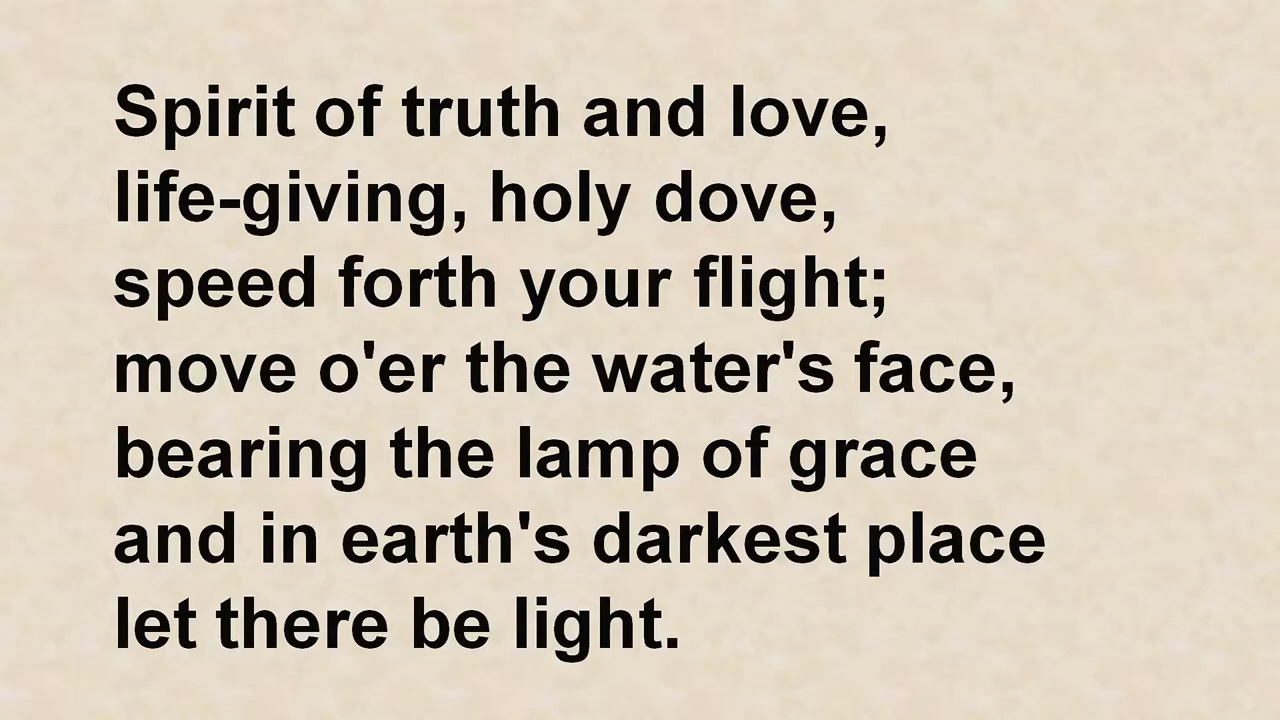 Spirit of truth and love,
life-giving, holy dove,
speed forth your flight;
move o'er the water's face,
bearing the lamp of grace
and in earth's darkest place
let there be light.